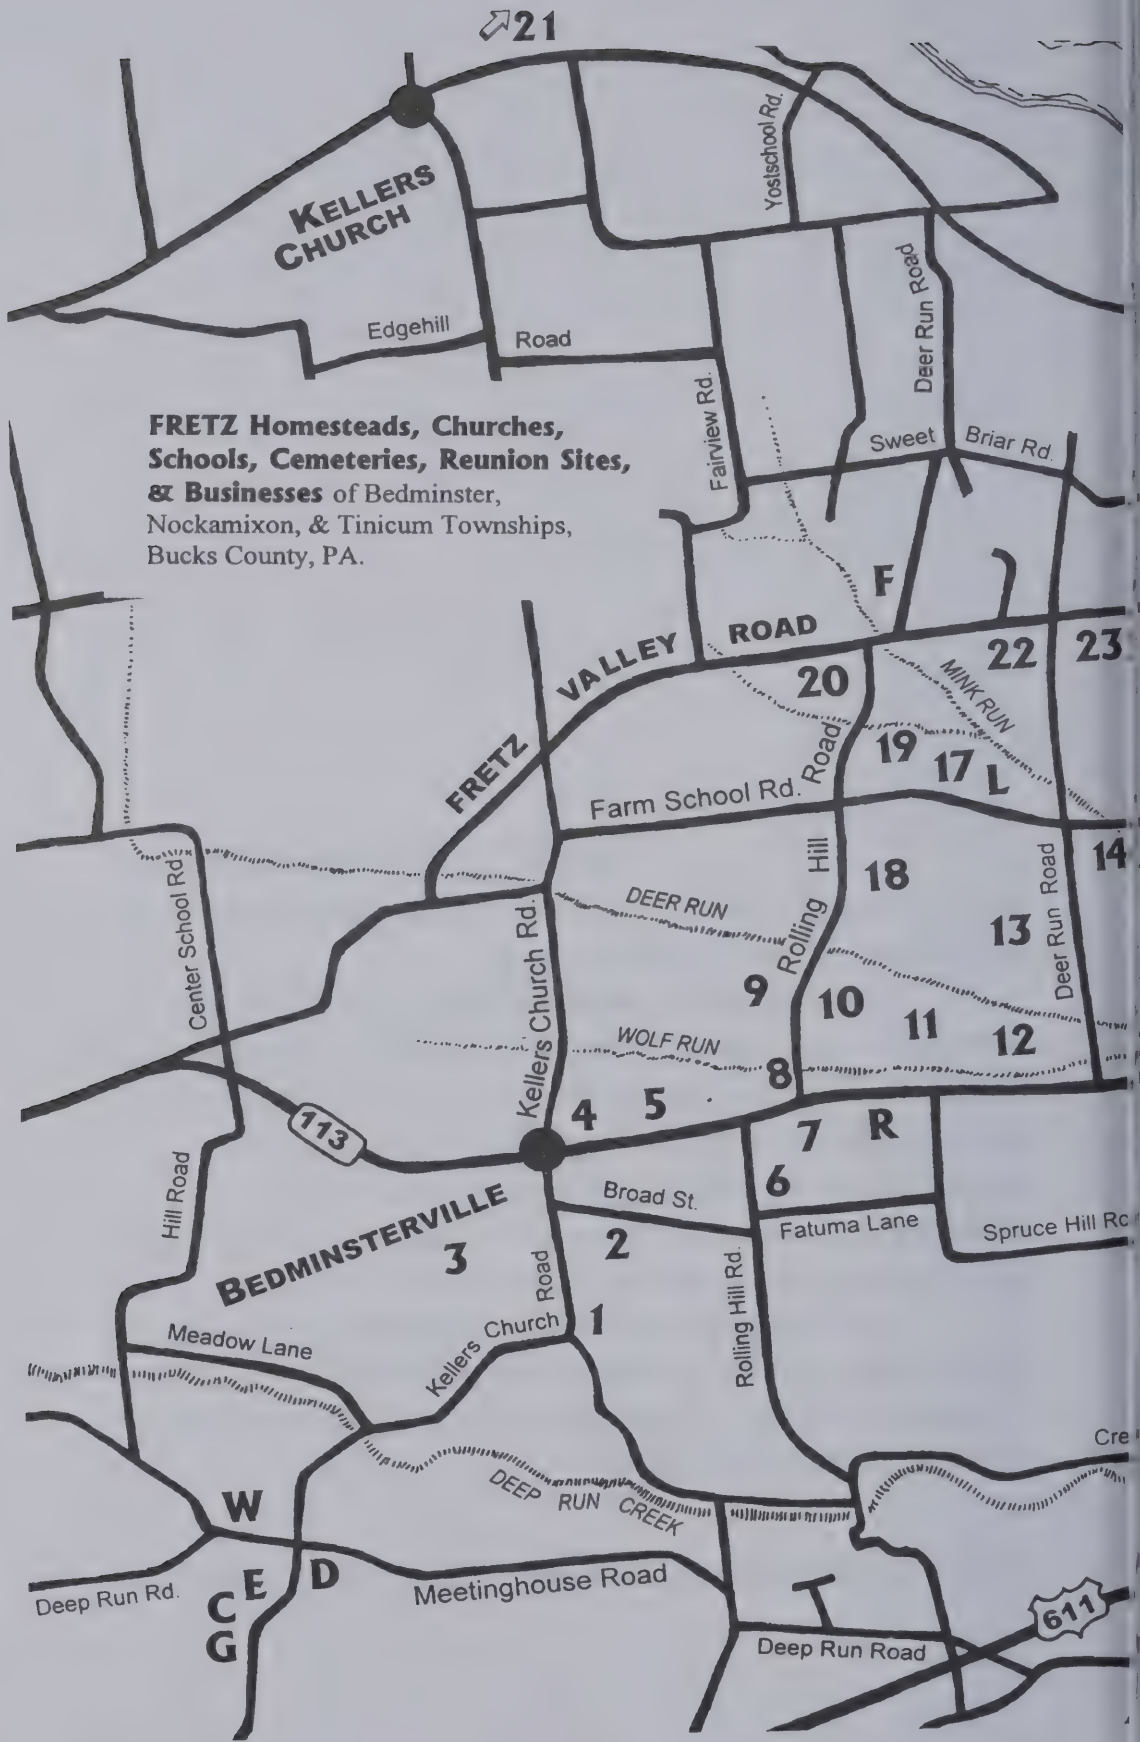 21
KELLERS
CHURCH
Yostschool Rd.
Deer Run Road
Edgehill Road
Fairview Rd.
Sweet Briar Rd.
FRETZ Homesteads, Churches,
Schools, Cemeteries, Reunion Sites,
& Businesses of Bedminster,
Nockamixon, & Tinicum Townships,
Bucks County, PA.
F
FRETZ VALLEY ROAD
22
23
20
MINK RUN
19
17
L
Farm School Rd.
Rolling Hill Road
14
18
Center School Rd
DEER RUN
13
Deer Run Road
Kellers Church Rd.
9
10
11
12
WOLF RUN
8
4
5
113
7
R
Hill Road
6
Broad St.
Fatuma Lane
Spruce Hill Rd
BEDMINSTERVILLE
3
2
Rolling Hill Rd.
1
Kellers Church Road
Meadow Lane
Cre
DEEP RUN CREEK
W
E
D
C
G
Deep Run Rd.
Meetinghouse Road
611
Deep Run Road